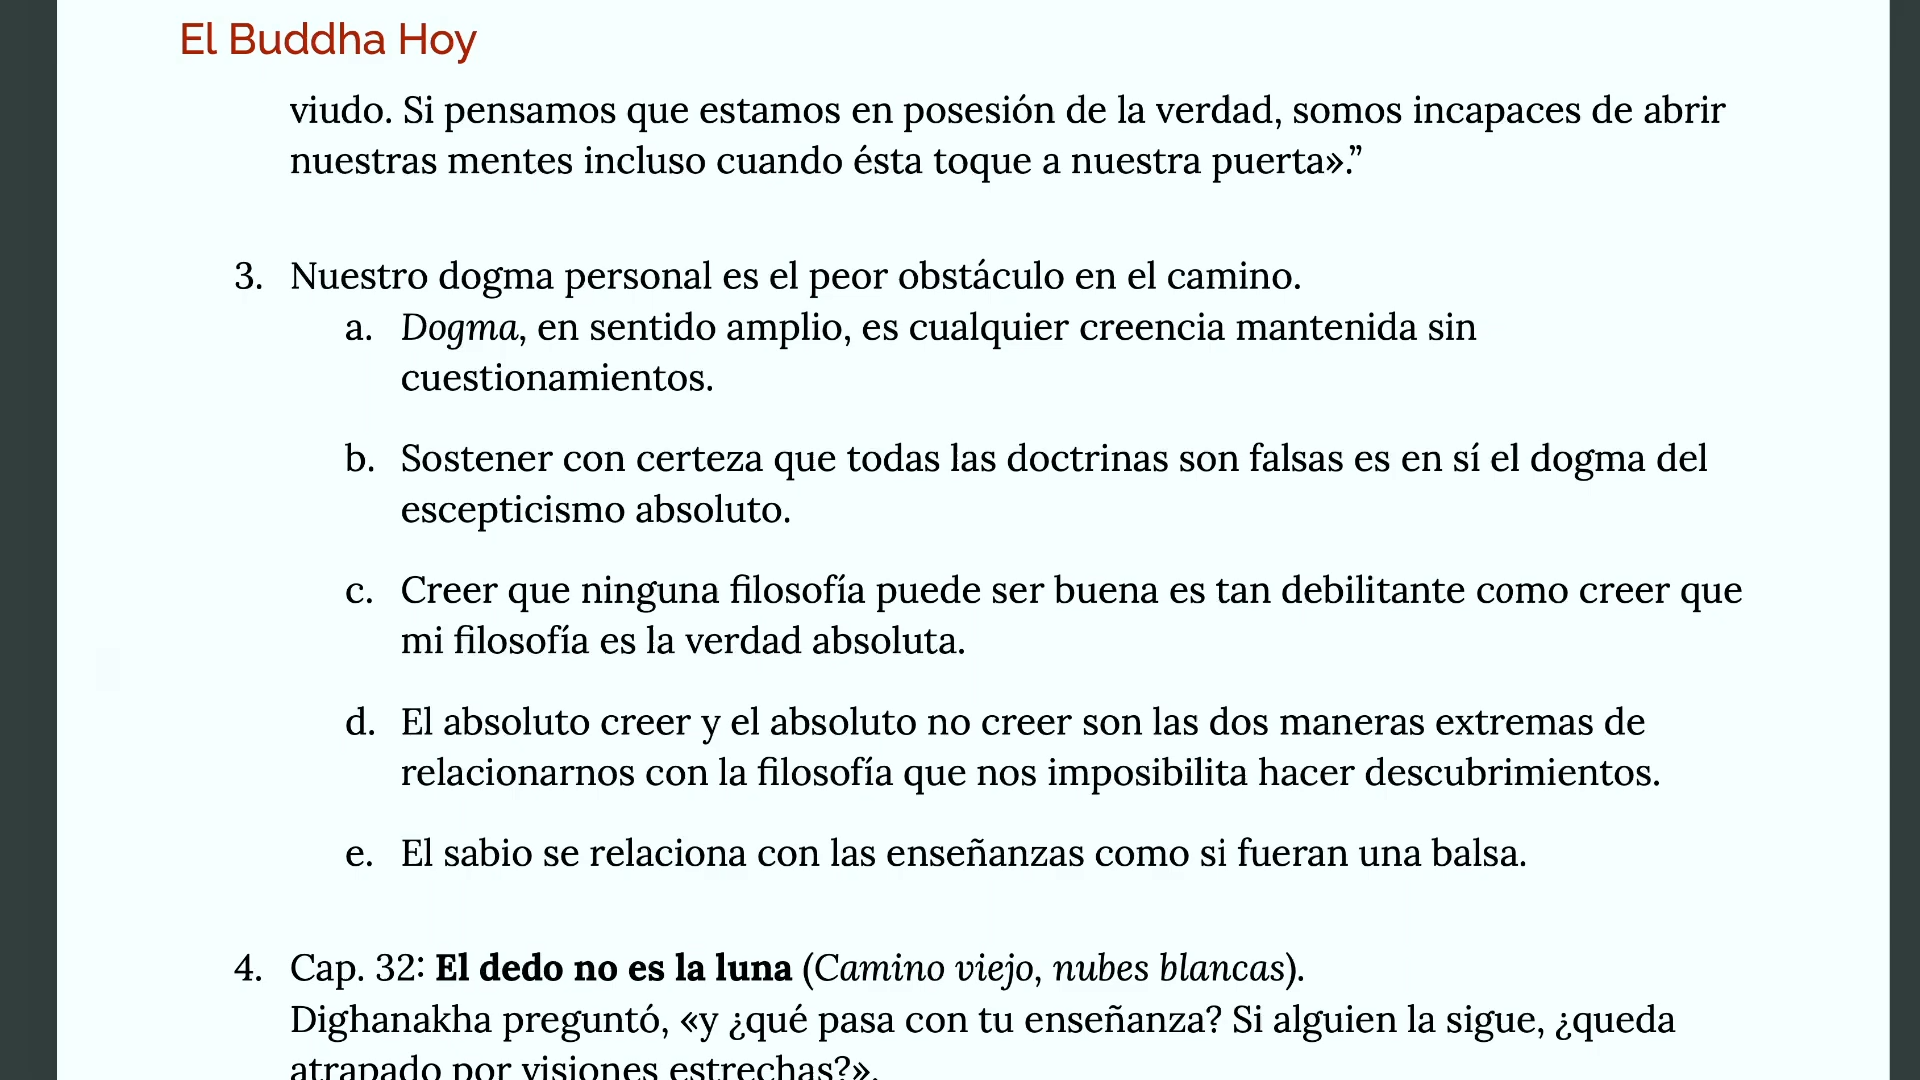 El Buddha Hoy
viudo. Si pensamos que estamos en posesión de la verdad, somos incapaces de abrir
nuestras mentes incluso cuando ésta toque a nuestra puerta».”
3. Nuestro dogma personal es el peor obstáculo en el camino.
a. Dogma, en sentido amplio, es cualquier creencia mantenida sin
cuestionamientos.
b. Sostener con certeza que todas las doctrinas son falsas es en sí el dogma del
escepticismo absoluto.
c. Creer que ninguna filosofía puede ser buena es tan debilitante como creer que
mi filosofía es la verdad absoluta.
d. El absoluto creer y el absoluto no creer son las dos maneras extremas de
relacionarnos con la filosofía que nos imposibilita hacer descubrimientos.
e. El sabio se relaciona con las enseñanzas como si fueran una balsa.
4. Cap. 32: El dedo no es la luna (Camino viejo, nubes blancas).
Dighanakha preguntó, «y ¿qué pasa con tu enseñanza? Si alguien la sigue, ¿queda
atrapado por visiones estrechas?».